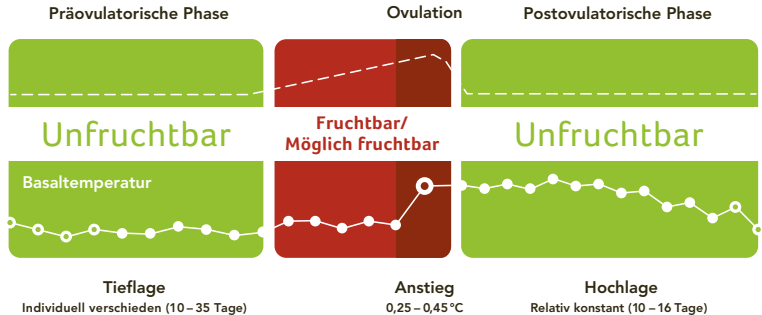 Präovulatorische Phase
Ovulation
Postovulatorische Phase
Unfruchtbar
Fruchtbar/
Möglich fruchtbar
Unfruchtbar
Basaltemperatur
Tieflage
Individuell verschieden (10 – 35 Tage)
Anstieg
0,25 – 0,45 °C
Hochlage
Relativ konstant (10 – 16 Tage)